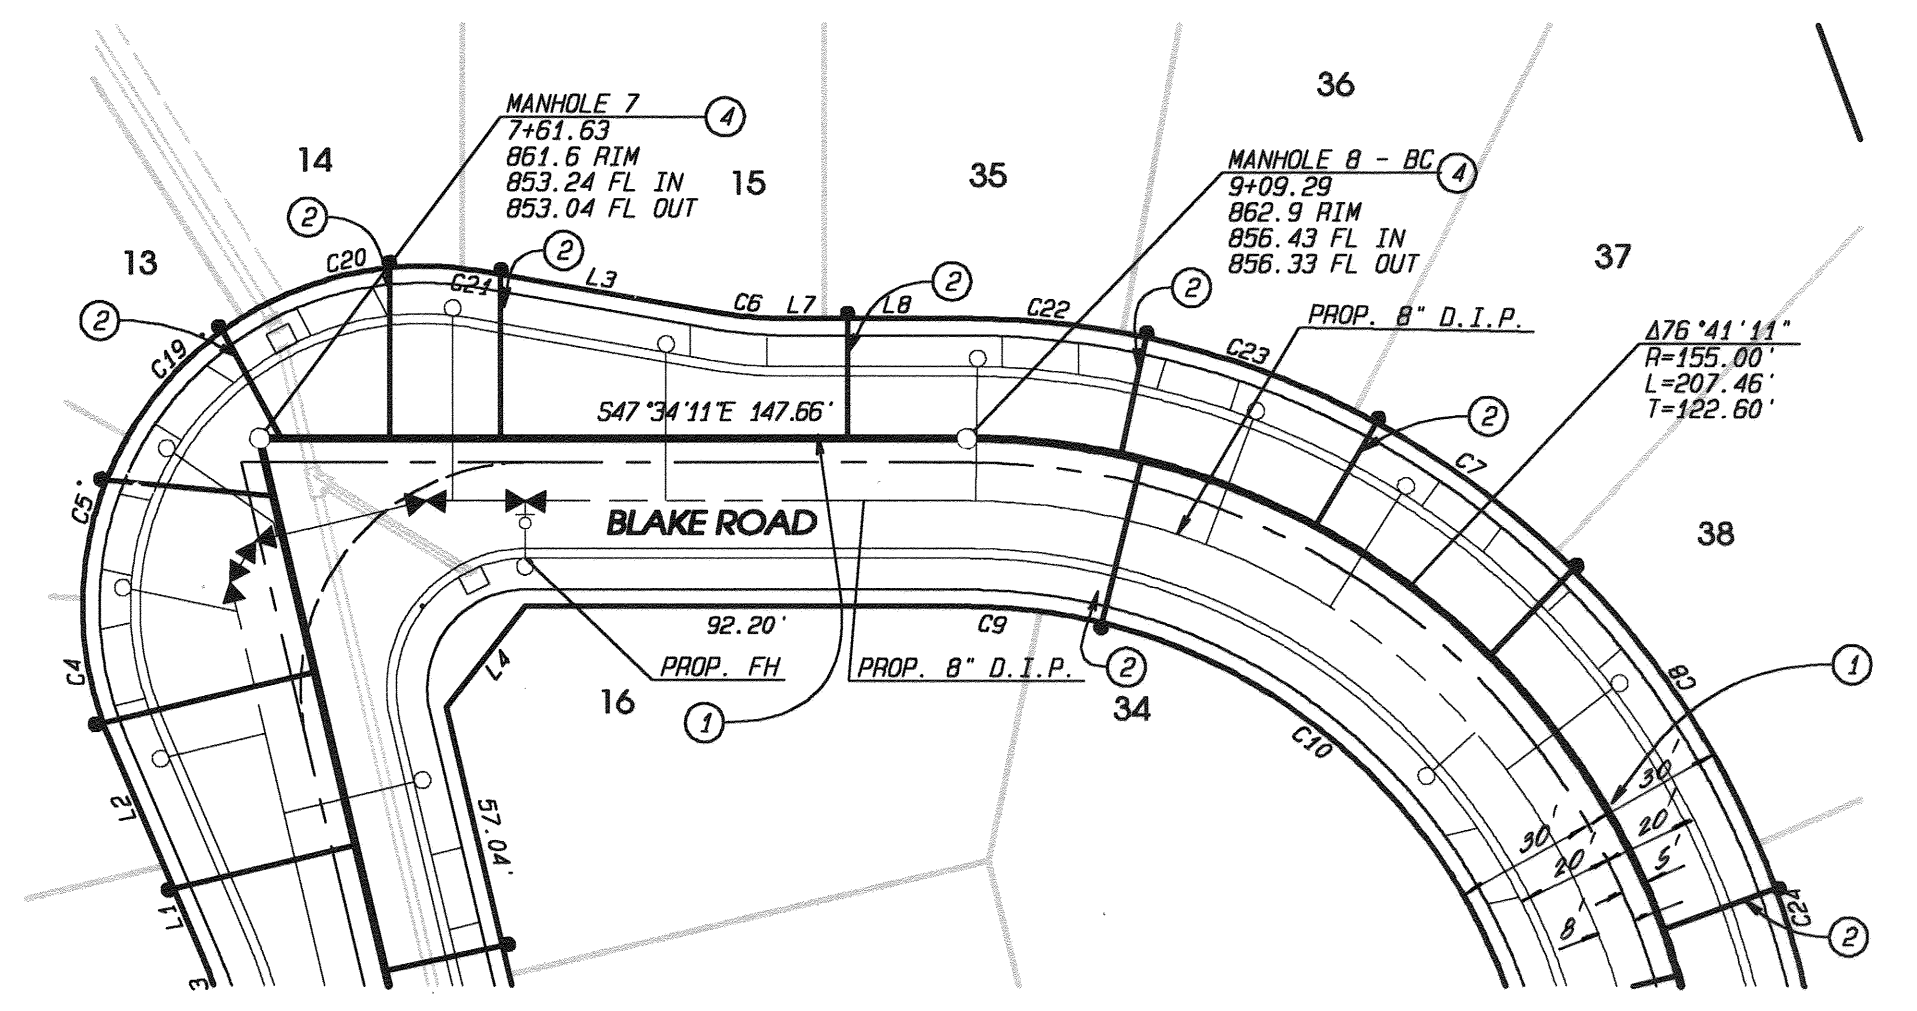 MANHOLE 7
4
7+61.63
861.6 RIM
853.24 FL IN
853.04 FL OUT
MANHOLE 8 - BC
4
9+09.29
862.9 RIM
856.43 FL IN
856.33 FL OUT
36
14
15
35
37
13
2
C20
C21
2
L3
C6
L7
2
L8
C22
2
PROP. 8" D.I.P.
C23
Δ76°41'11"
R=155.00'
L=207.46'
T=122.60'
2
C19
S47°34'11"E 147.66'
2
C7
C5
BLAKE ROAD
38
92.20'
C9
L4
PROP. FH
PROP. 8" D.I.P.
2
1
C4
C8
16
1
34
C10
30'
30'
20'
20'
5'
8'
L2
57.04'
L1
C24
2
3